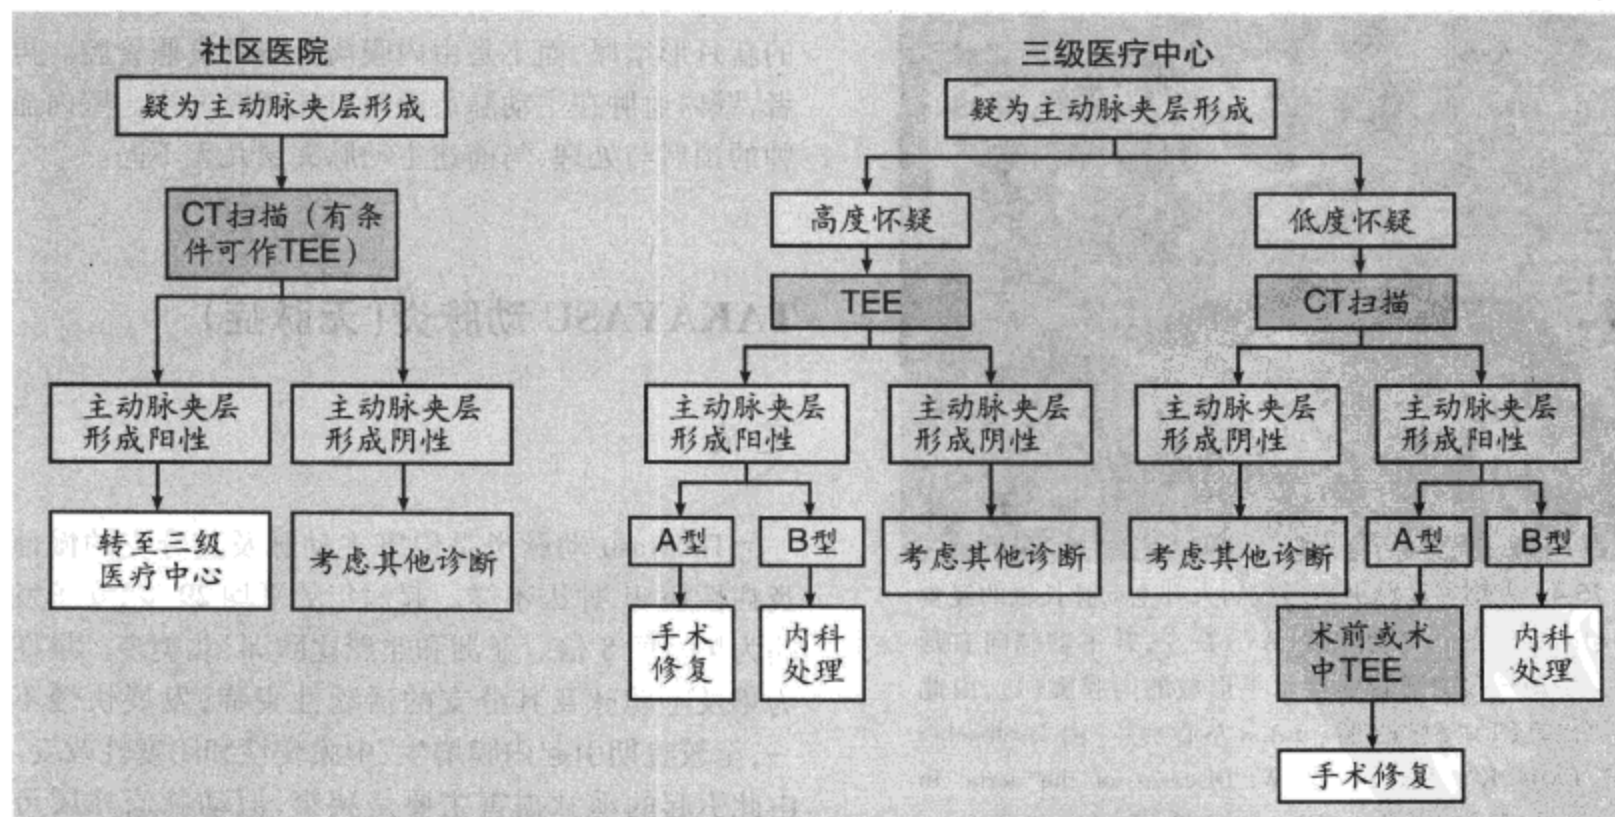 社区医院
疑为主动脉夹层形成
CT扫描（有条
件可作TEE）
主动脉夹层
形成阳性
主动脉夹层
形成阴性
转至三级
医疗中心
考虑其他诊断
三级医疗中心
疑为主动脉夹层形成
高度怀疑
低度怀疑
TEE
CT扫描
主动脉夹层
形成阳性
主动脉夹层
形成阴性
主动脉夹层
形成阴性
主动脉夹层
形成阳性
A型
B型
考虑其他诊断
考虑其他诊断
A型
B型
手术
修复
内科
处理
术前或术
中TEE
内科
处理
手术修复